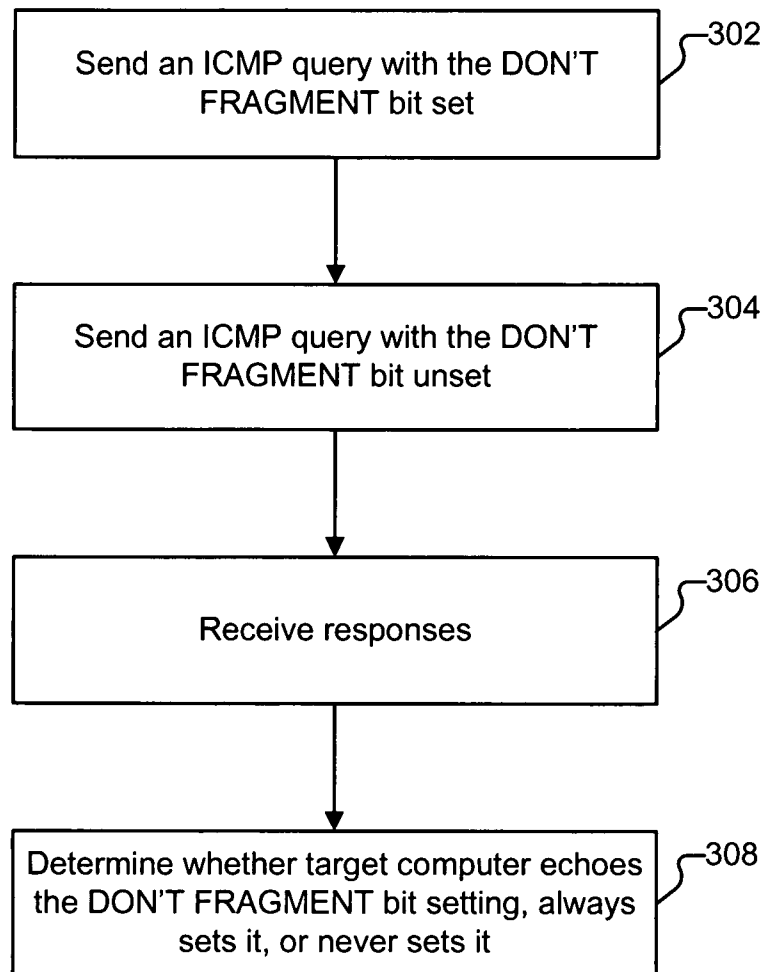 Send an ICMP query with the DON'T
FRAGMENT bit set
302
Send an ICMP query with the DON'T
FRAGMENT bit unset
304
Receive responses
306
Determine whether target computer echoes
the DON'T FRAGMENT bit setting, always
sets it, or never sets it
308